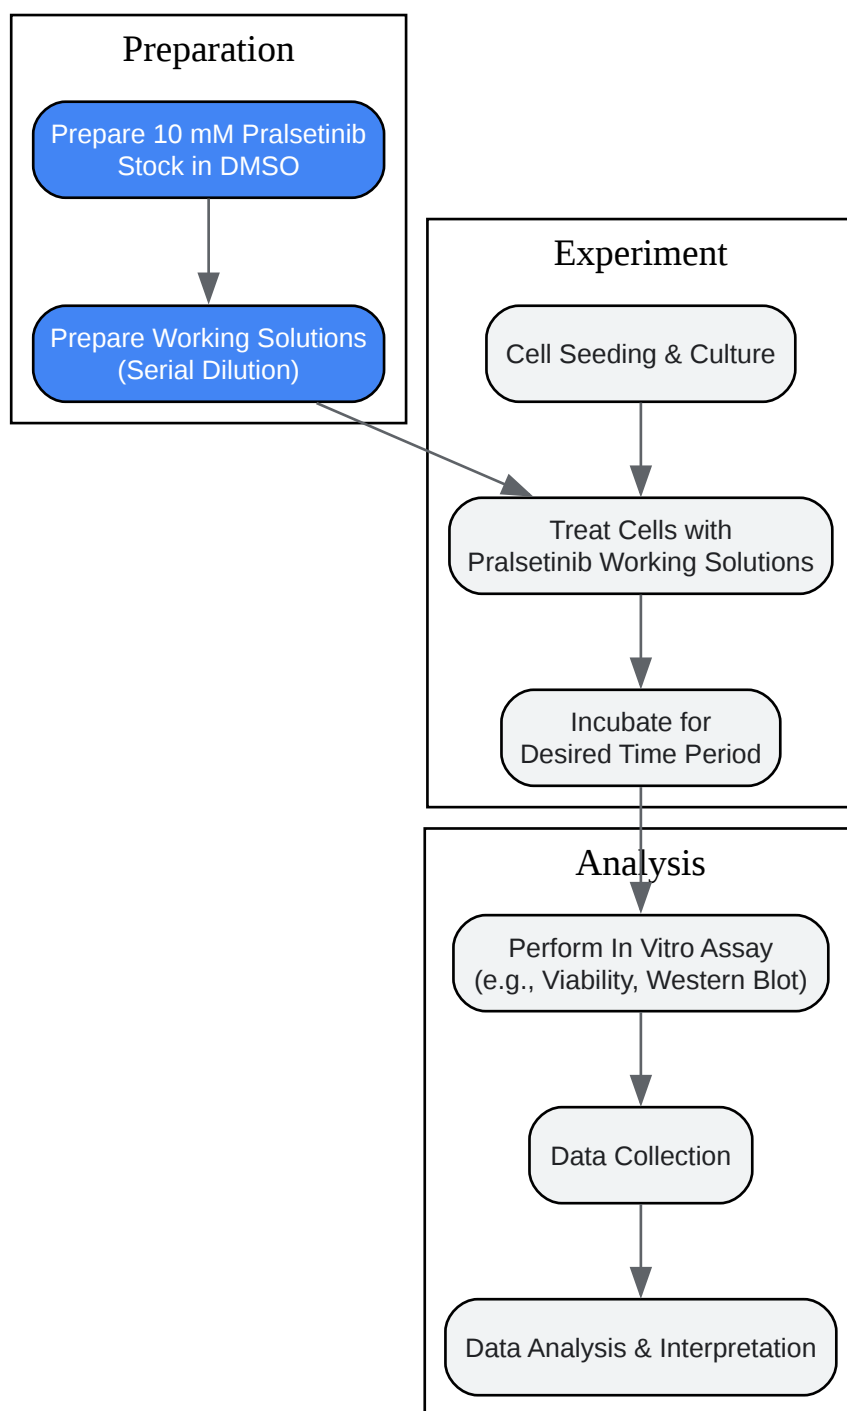 Preparation
Prepare 10 mM Pralsetinib
Stock in DMSO
Prepare Working Solutions
(Serial Dilution)
Experiment
Cell Seeding & Culture
Treat Cells with
Pralsetinib Working Solutions
Incubate for
Desired Time Period
Analysis
Perform In Vitro Assay
(e.g., Viability, Western Blot)
Data Collection
Data Analysis & Interpretation